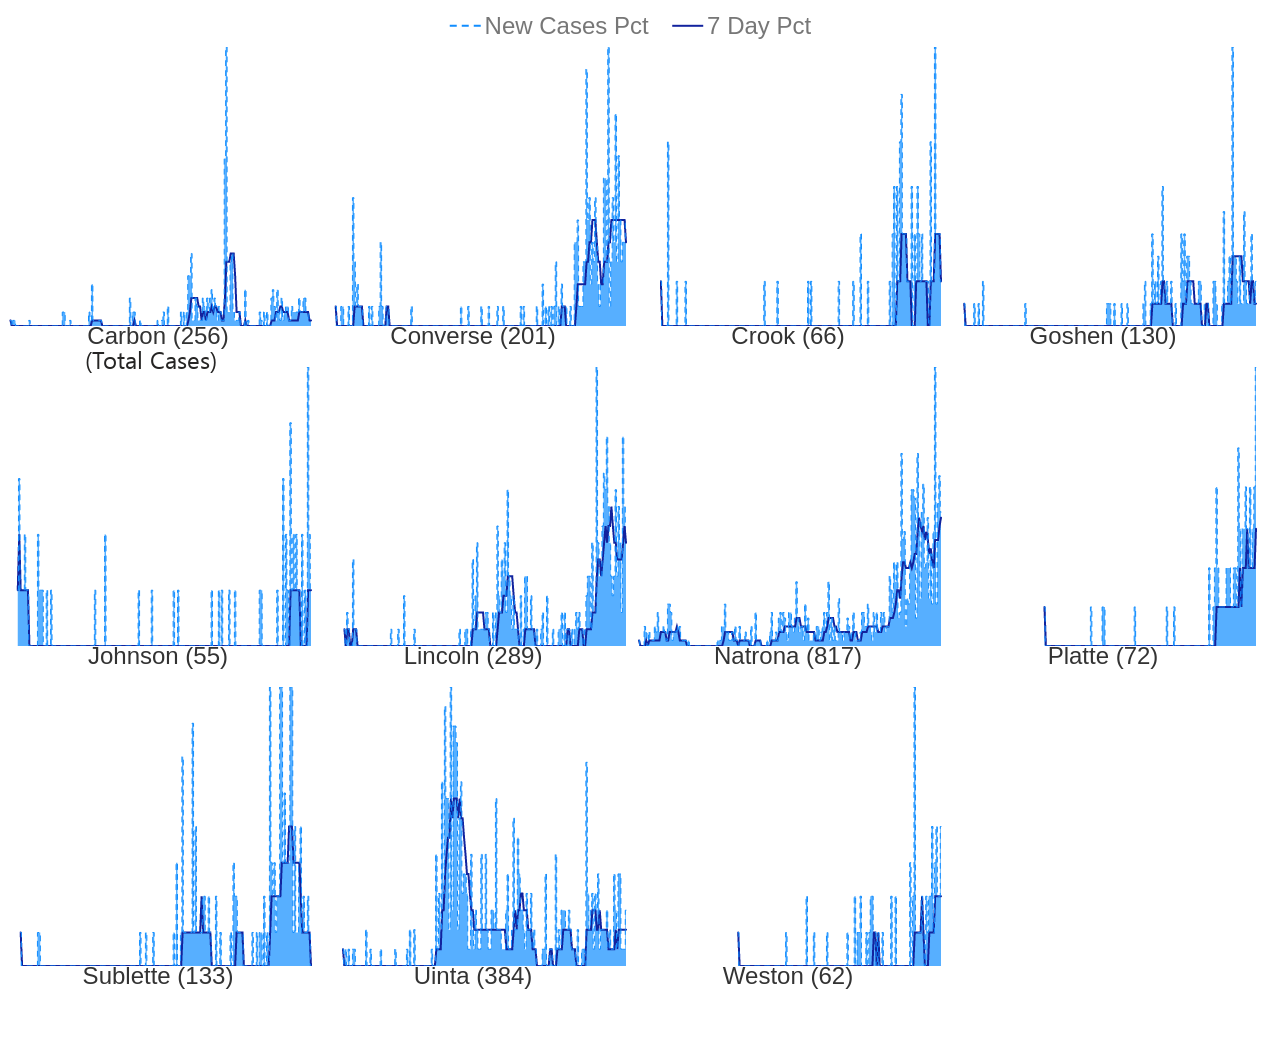 New Cases Pct 7 Day Pct
Carbon (256) Converse (201) Crook (66) Goshen (130)
(Total Cases)
Johnson (55) Lincoln (289) Natrona (817) Platte (72)
Sublette (133) Uinta (384) Weston (62)